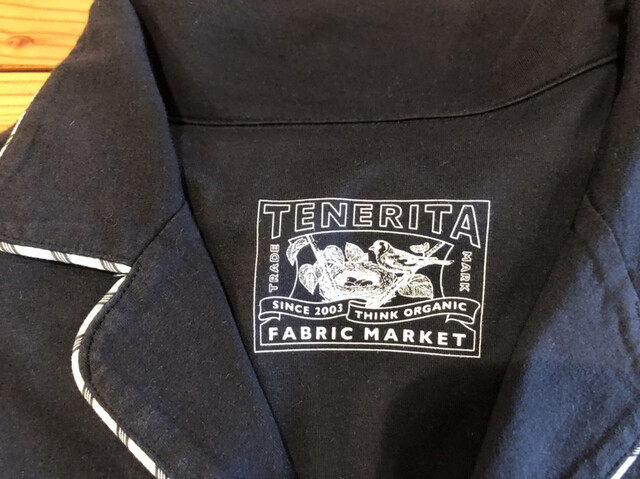 TENERITA
TRADE
MARK
SINCE 2003 THINK ORGANIC
FABRIC MARKET